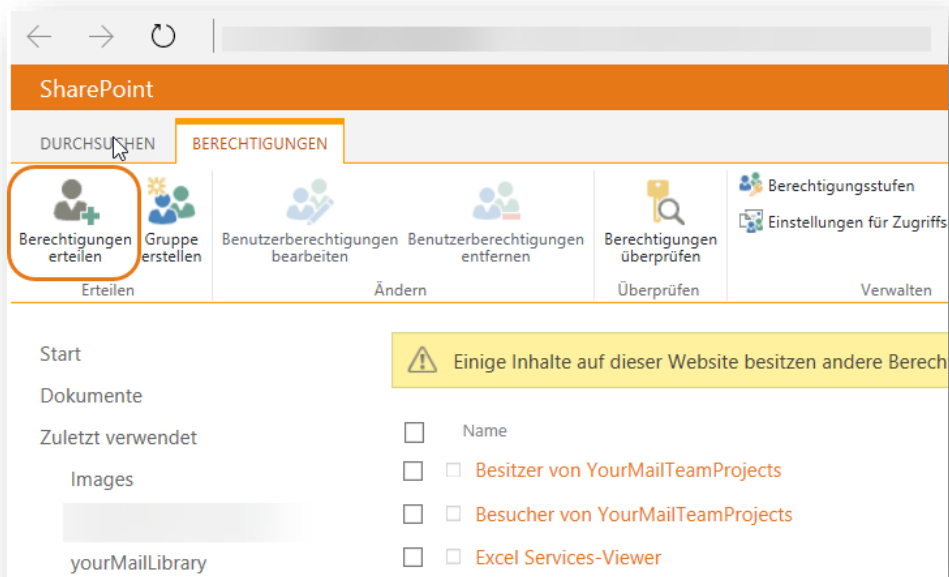 SharePoint
DURCHSUCHEN BERECHTIGUNGEN
Berechtigungen erteilen
Gruppe erstellen
Benutzerberechtigungen bearbeiten
Benutzerberechtigungen entfernen
Berechtigungen überprüfen
Berechtigungsstufen
Einstellungen für Zugriffs
Erteilen Ändern Überprüfen Verwalten
Start
Dokumente
Zuletzt verwendet
Images
yourMailLibrary
Einige Inhalte auf dieser Website besitzen andere Berech
Name
Besitzer von YourMailTeamProjects
Besucher von YourMailTeamProjects
Excel Services-Viewer